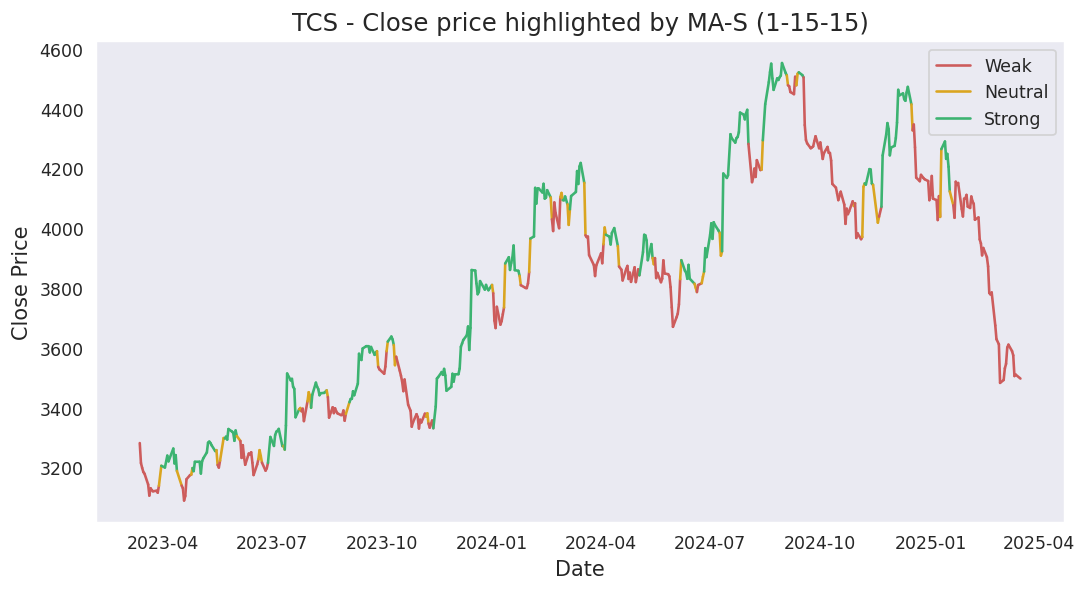 TCS - Close price highlighted by MA-S (1-15-15)
4600
4400
4200
4000
3800
3600
3400
3200
Close Price
Weak
Neutral
Strong
2023-04 2023-07 2023-10 2024-01 2024-04 2024-07 2024-10 2025-01 2025-04
Date